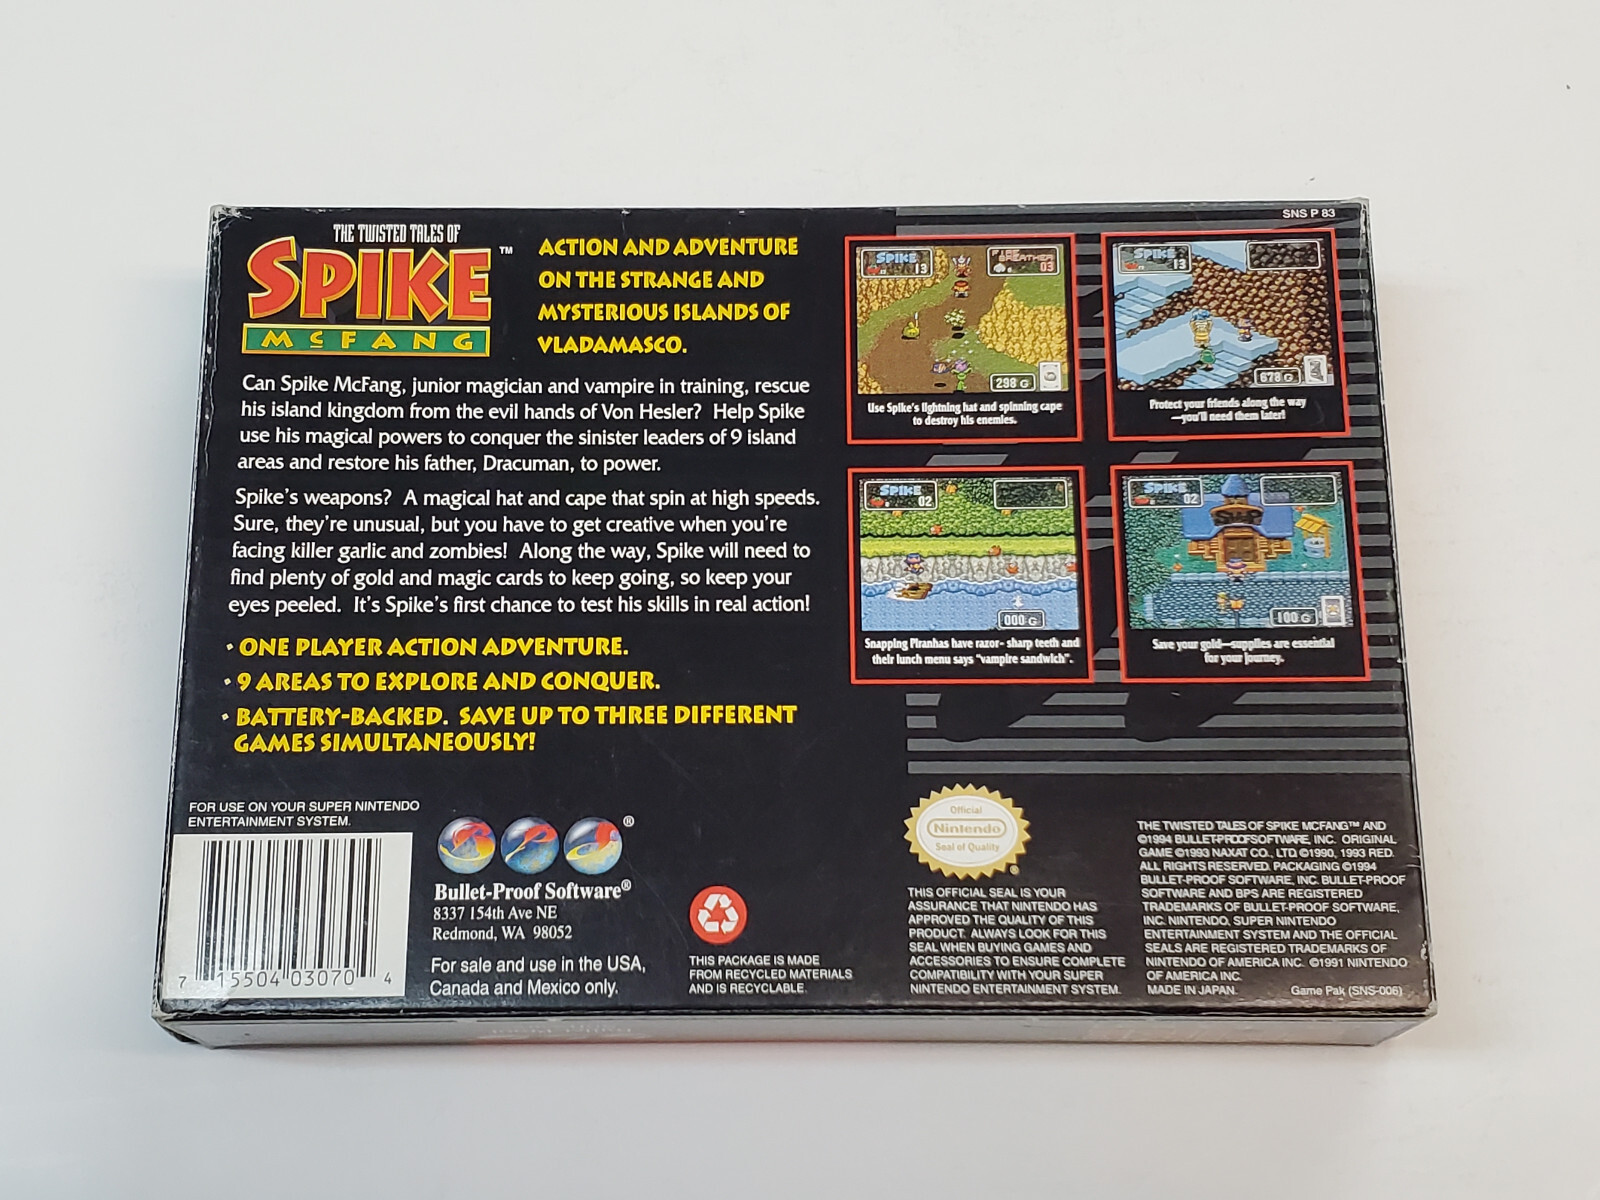 SNS P 83
THE TWISTED TALES OF
SPIKE™
McFANG
ACTION AND ADVENTURE
ON THE STRANGE AND
MYSTERIOUS ISLANDS OF
VLADAMASCO.
Can Spike McFang, junior magician and vampire in training, rescue
his island kingdom from the evil hands of Von Hesler? Help Spike
use his magical powers to conquer the sinister leaders of 9 island
areas and restore his father, Dracuman, to power.
Spike's weapons? A magical hat and cape that spin at high speeds.
Sure, they're unusual, but you have to get creative when you're
facing killer garlic and zombies! Along the way, Spike will need to
find plenty of gold and magic cards to keep going, so keep your
eyes peeled. It's Spike's first chance to test his skills in real action!
· ONE PLAYER ACTION ADVENTURE.
· 9 AREAS TO EXPLORE AND CONQUER.
· BATTERY-BACKED. SAVE UP TO THREE DIFFERENT
GAMES SIMULTANEOUSLY!
SPIKE
13
FIRE
BREATHER
03
298 G
Use Spike's lightning hat and spinning cape
to destroy his enemies.
SPIKE
13
678 G
Protect your friends along the way
—you'll need them later!
SPIKE
02
000 G
Snapping Piranhas have razor- sharp teeth and
their lunch menu says "vampire sandwich".
SPIKE
02
100 G
Save your gold—supplies are essential
for your journey.
FOR USE ON YOUR SUPER NINTENDO
ENTERTAINMENT SYSTEM.
7 15504 03070 4
®
Bullet-Proof Software®
8337 154th Ave NE
Redmond, WA 98052
For sale and use in the USA,
Canada and Mexico only.
THIS PACKAGE IS MADE
FROM RECYCLED MATERIALS
AND IS RECYCLABLE.
Official
Nintendo
Seal of Quality
®
THIS OFFICIAL SEAL IS YOUR
ASSURANCE THAT NINTENDO HAS
APPROVED THE QUALITY OF THIS
PRODUCT. ALWAYS LOOK FOR THIS
SEAL WHEN BUYING GAMES AND
ACCESSORIES TO ENSURE COMPLETE
COMPATIBILITY WITH YOUR SUPER
NINTENDO ENTERTAINMENT SYSTEM.
THE TWISTED TALES OF SPIKE MCFANG™ AND
©1994 BULLET-PROOF SOFTWARE, INC. ORIGINAL
GAME ©1993 NAXAT CO., LTD. ©1990, 1993 RED.
ALL RIGHTS RESERVED. PACKAGING ©1994
BULLET-PROOF SOFTWARE, INC. BULLET-PROOF
SOFTWARE AND BPS ARE REGISTERED
TRADEMARKS OF BULLET-PROOF SOFTWARE,
INC. NINTENDO, SUPER NINTENDO
ENTERTAINMENT SYSTEM AND THE OFFICIAL
SEALS ARE REGISTERED TRADEMARKS OF
NINTENDO OF AMERICA INC. ©1991 NINTENDO
OF AMERICA INC.
MADE IN JAPAN.
Game Pak (SNS-006)